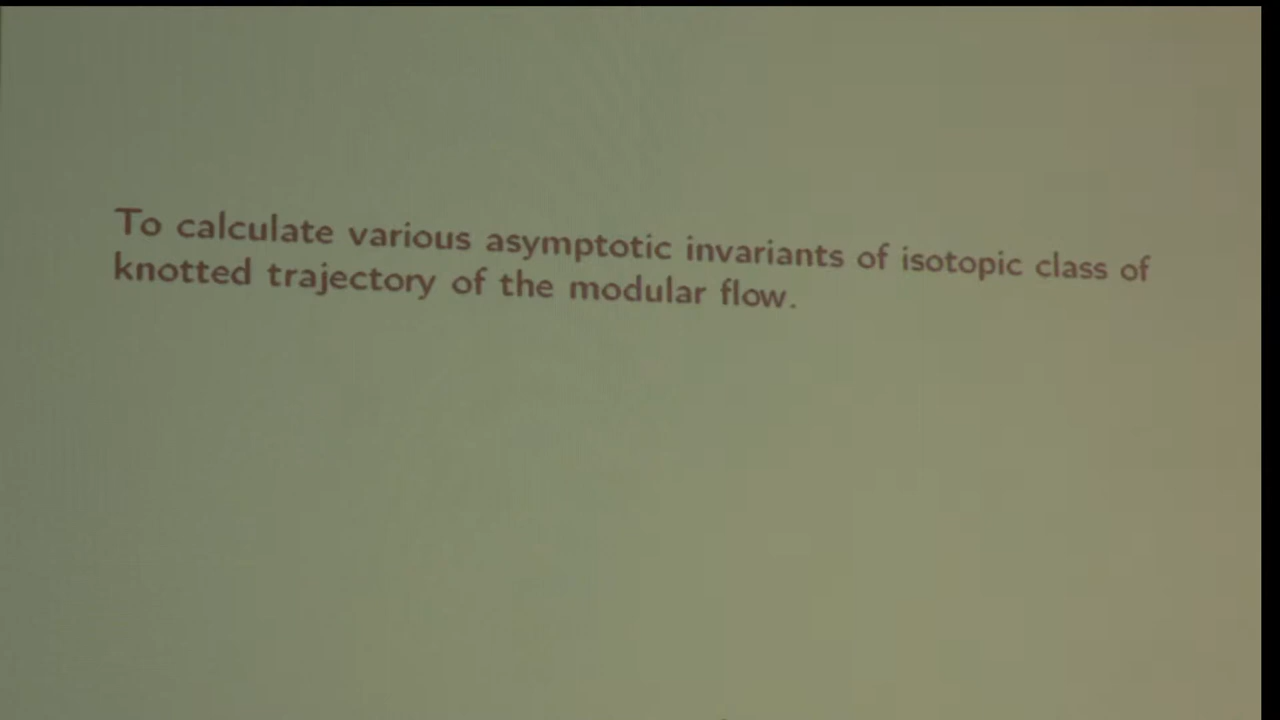 To calculate various asymptotic invariants of isotopic class of
knotted trajectory of the modular flow.